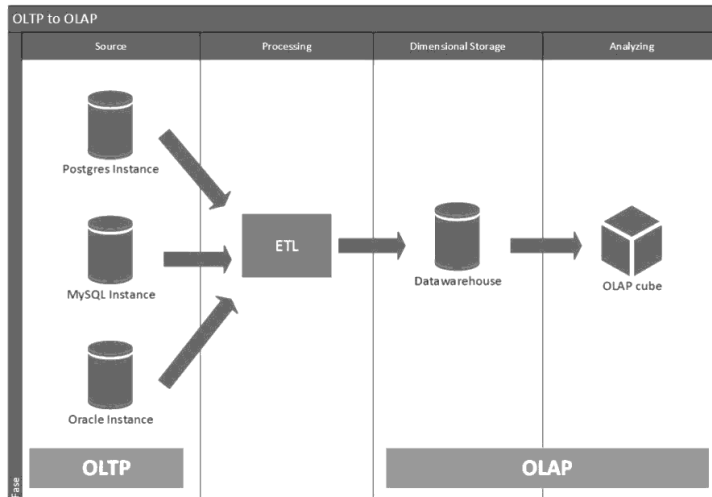 OLTP to OLAP
Source
Processing
Dimensional Storage
Analyzing
Postgres Instance
MySQL Instance
Oracle Instance
ETL
Datawarehouse
OLAP cube
OLTP
OLAP
Fase